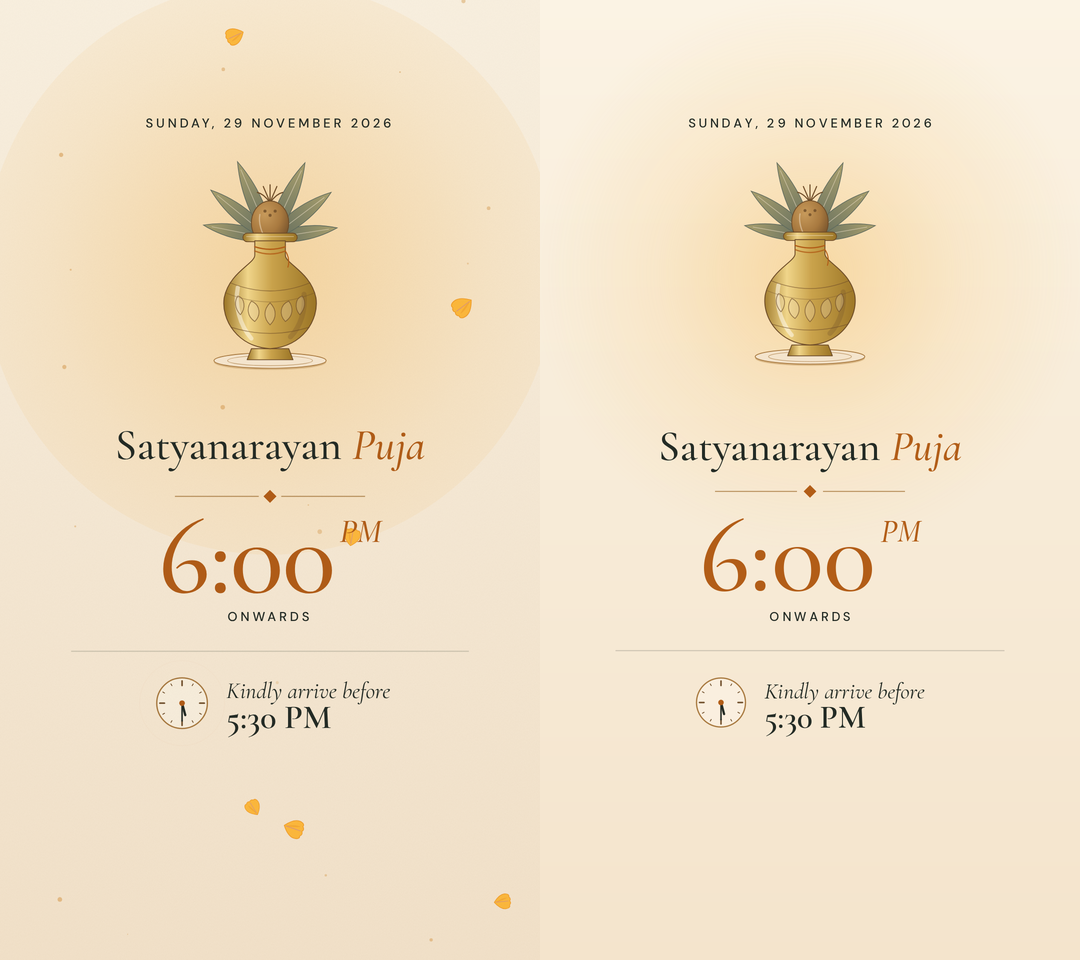 SUNDAY, 29 NOVEMBER 2026
Satyanarayan Puja
6:00 PM
ONWARDS
Kindly arrive before
5:30 PM
SUNDAY, 29 NOVEMBER 2026
Satyanarayan Puja
6:00 PM
ONWARDS
Kindly arrive before
5:30 PM